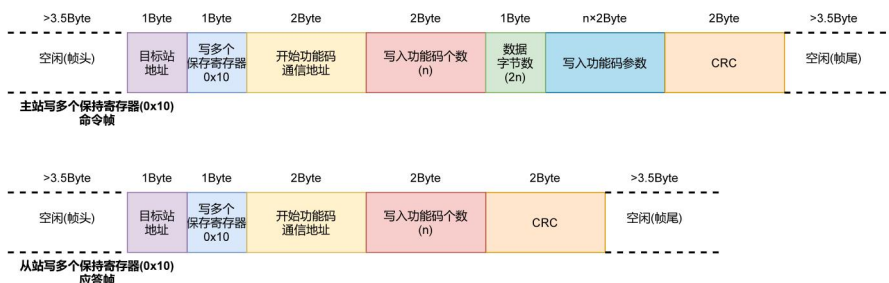 >3.5Byte 1Byte 1Byte 2Byte 2Byte 1Byte n×2Byte 2Byte >3.5Byte
空闲(帧头)
目标站
地址
写多个
保存寄存器
0x10
开始功能码
通信地址
写入功能码个数
(n)
数据
字节数
(2n)
写入功能码参数
CRC
空闲(帧尾)
主站写多个保持寄存器(0x10)
命令帧
>3.5Byte 1Byte 1Byte 2Byte 2Byte 2Byte >3.5Byte
空闲(帧头)
目标站
地址
写多个
保存寄存器
0x10
开始功能码
通信地址
写入功能码个数
(n)
CRC
空闲(帧尾)
从站写多个保持寄存器(0x10)
应答帧